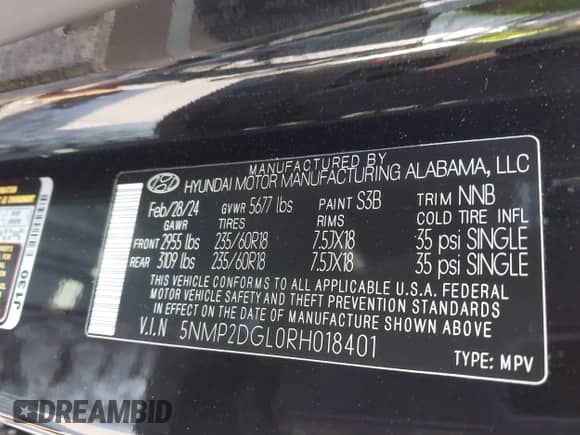 MANUFACTURED BY
HYUNDAI MOTOR MANUFACTURING ALABAMA, LLC
Feb/28/24 GVWR 5677 lbs PAINT S3B TRIM NNB
GAWR TIRES RIMS COLD TIRE INFL
FRONT 2955 lbs 235/60R18 7.5JX18 35 psi SINGLE
REAR 3109 lbs 235/60R18 7.5JX18 35 psi SINGLE
THIS VEHICLE CONFORMS TO ALL APPLICABLE U.S.A. FEDERAL
MOTOR VEHICLE SAFETY AND THEFT PREVENTION STANDARDS
IN EFFECT ON THE DATE OF MANUFACTURE SHOWN ABOVE
V.I.N 5NMP2DGL0RH018401
TYPE: MPV
J130
DREAMBID